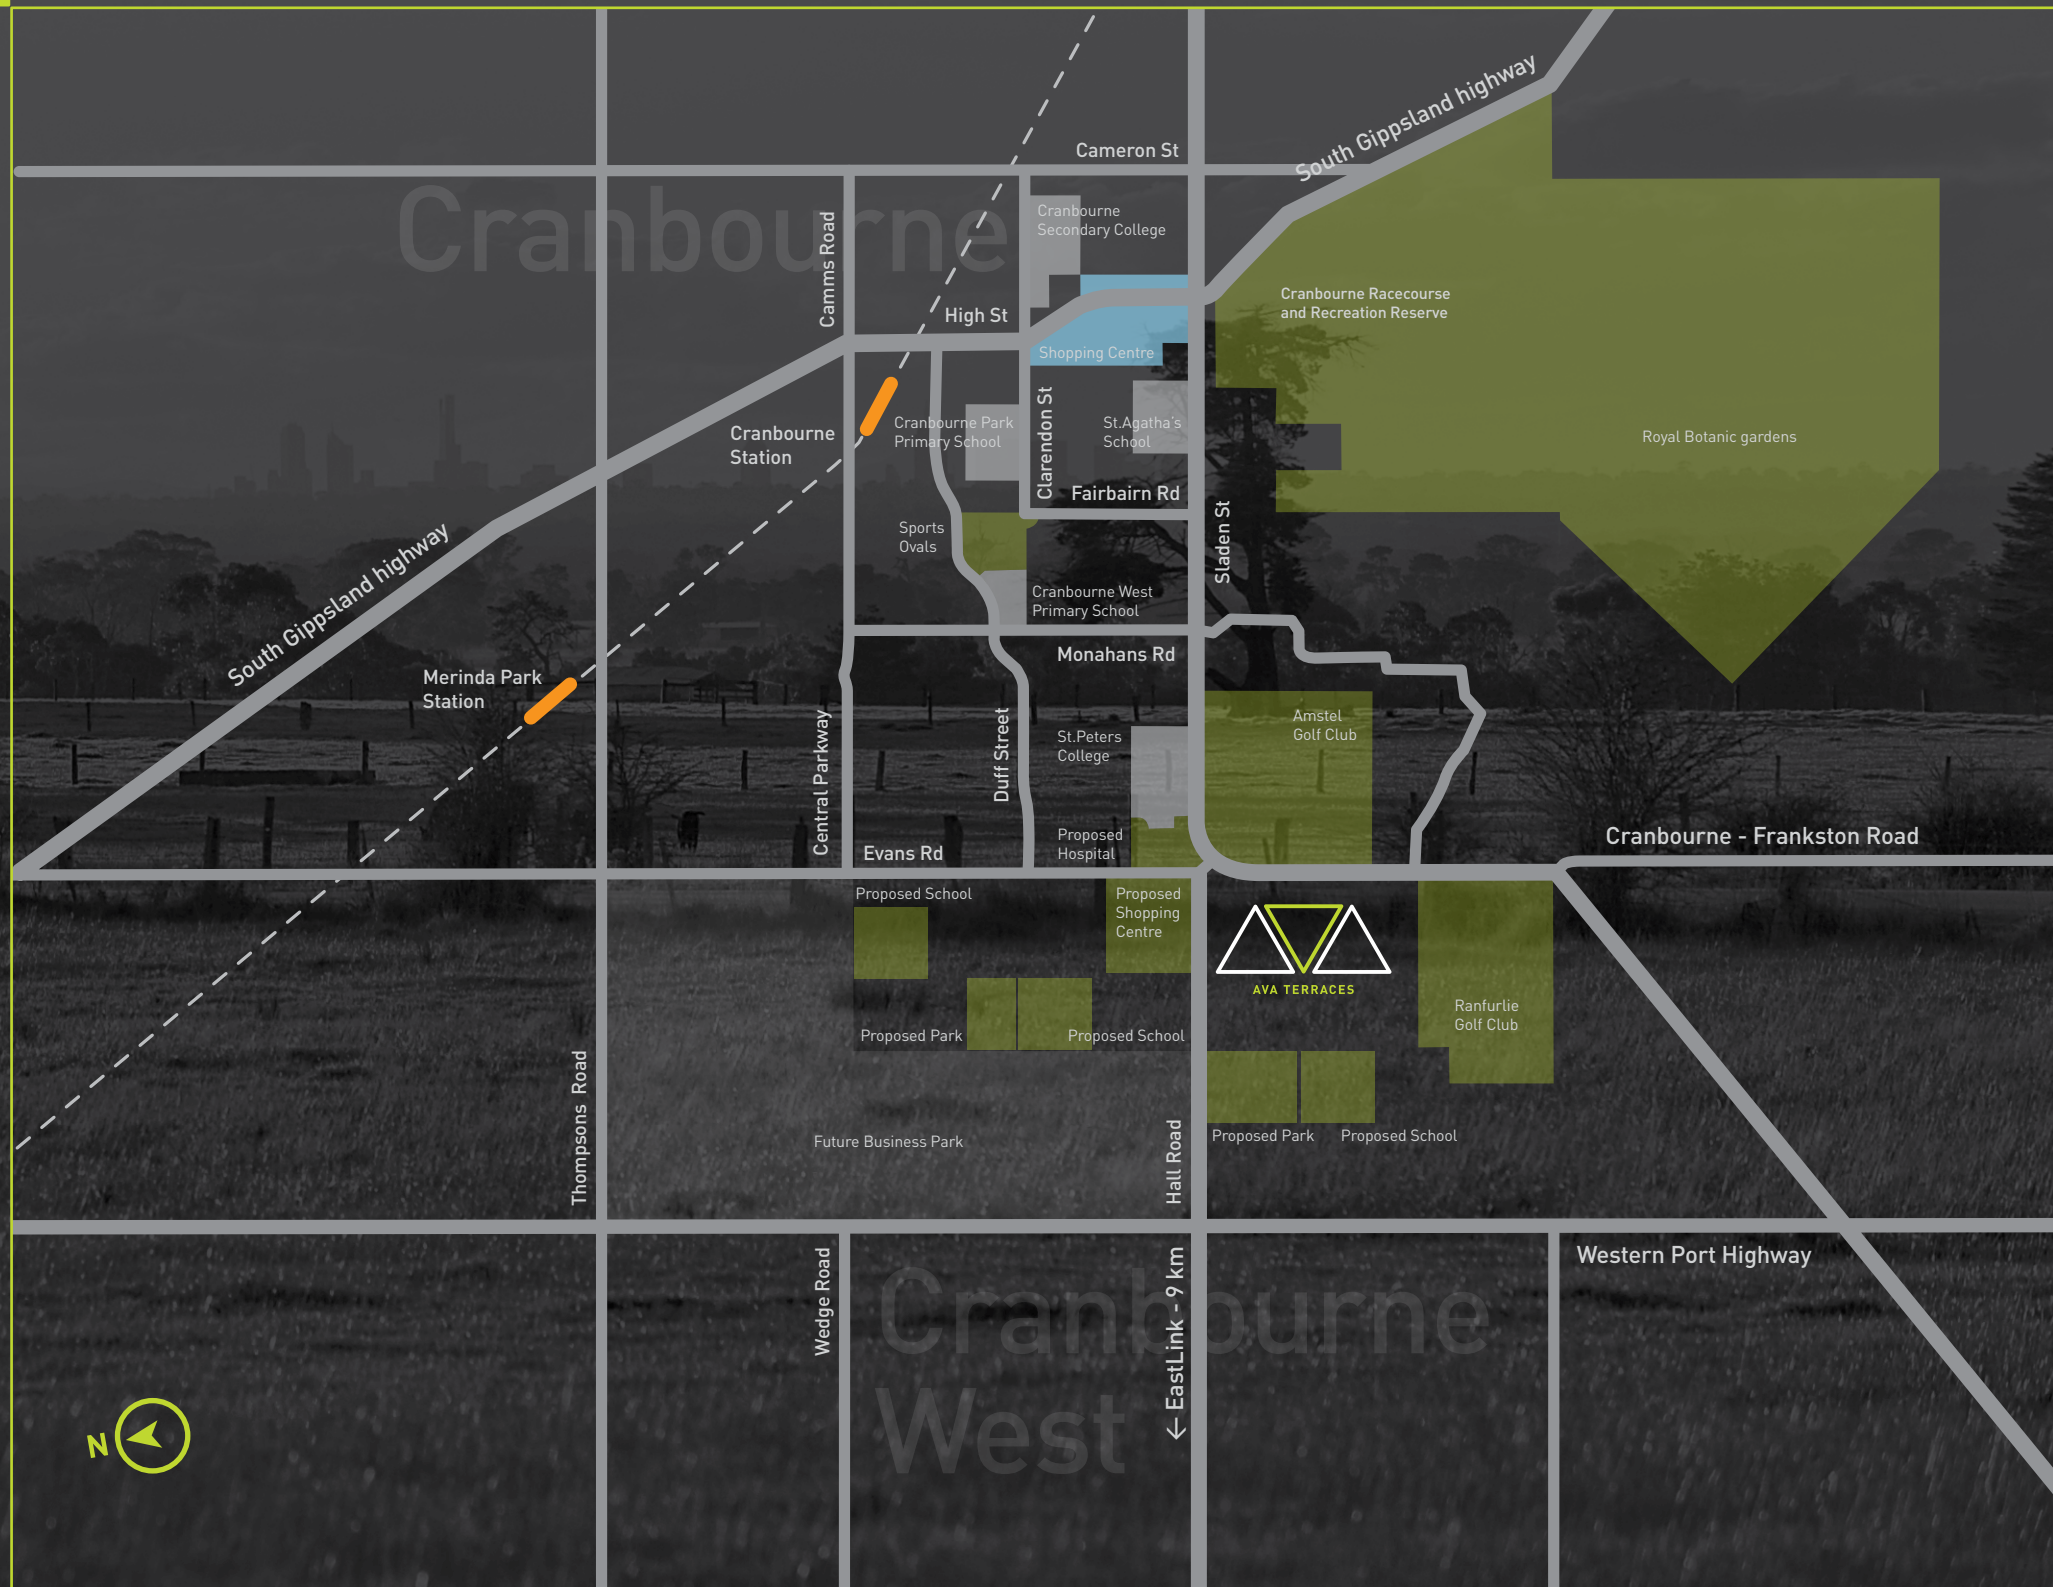 South Gippsland highway
Cameron St
Cranbourne
Camms Road
Cranbourne
Secondary College
High St
Cranbourne Racecourse
and Recreation Reserve
Shopping Centre
Clarendon St
Cranbourne
Station
Cranbourne Park
Primary School
St.Agatha's
School
Royal Botanic gardens
Fairbairn Rd
Sladen St
South Gippsland highway
Sports
Ovals
Cranbourne West
Primary School
Monahans Rd
Merinda Park
Station
Central Parkway
Duff Street
St.Peters
College
Amstel
Golf Club
Proposed
Hospital
Evans Rd
Cranbourne - Frankston Road
Proposed School
Proposed
Shopping
Centre
AVA TERRACES
Ranfurlie
Golf Club
Proposed Park
Proposed School
Thompsons Road
Future Business Park
Hall Road
Proposed Park
Proposed School
Western Port Highway
Wedge Road
← EastLink - 9 km
Cranbourne
West
N